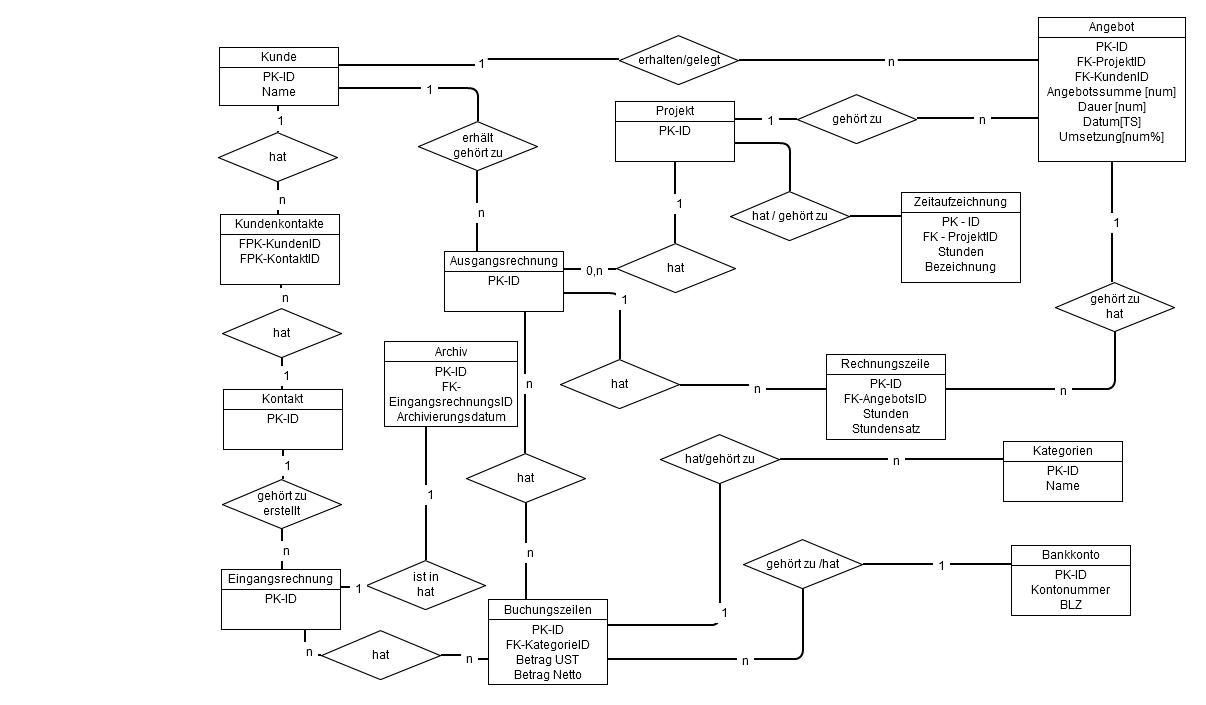 Angebot
PK-ID
FK-ProjektID
FK-KundenID
Angebotssumme [num]
Dauer [num]
Datum[TS]
Umsetzung[num%]
Kunde
PK-ID
Name
1
erhalten/gelegt
n
1
erhält
gehört zu
n
Projekt
PK-ID
1
gehört zu
n
1
hat
n
hat / gehört zu
Zeitaufzeichnung
PK - ID
FK - ProjektID
Stunden
Bezeichnung
Kundenkontakte
FPK-KundenID
FPK-KontaktID
1
hat
0,n
Ausgangsrechnung
PK-ID
1
gehört zu
hat
n
n
hat
1
1
hat
n
Rechnungszeile
PK-ID
FK-AngebotsID
Stunden
Stundensatz
Archiv
PK-ID
FK-
EingangsrechnungsID
Archivierungsdatum
Kontakt
PK-ID
n
hat
n
1
gehört zu
erstellt
n
hat/gehört zu
n
1
Kategorien
PK-ID
Name
1
ist in
hat
1
Eingangsrechnung
PK-ID
gehört zu /hat
1
n
Bankkonto
PK-ID
Kontonummer
BLZ
Buchungszeilen
PK-ID
FK-KategorieID
Betrag UST
Betrag Netto
n
hat
n